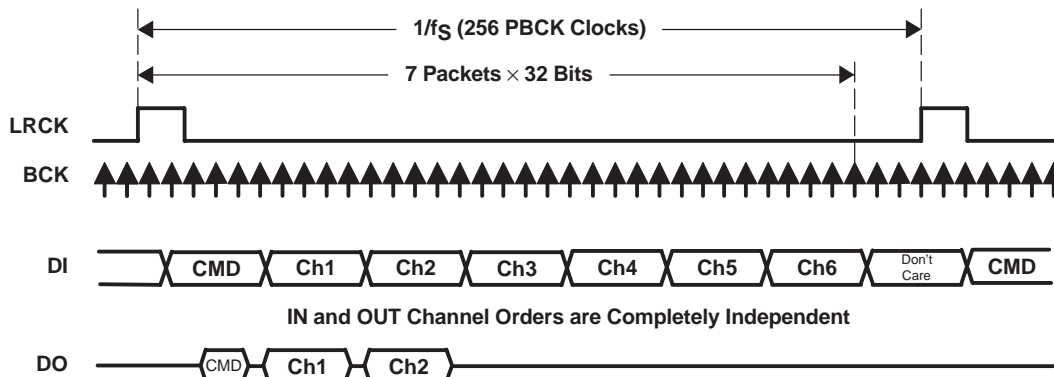 1/fS (256 PBCK Clocks)
7 Packets × 32 Bits
LRCK
BCK
DI CMD Ch1 Ch2 Ch3 Ch4 Ch5 Ch6 Don't Care CMD
IN and OUT Channel Orders are Completely Independent
DO CMD Ch1 Ch2